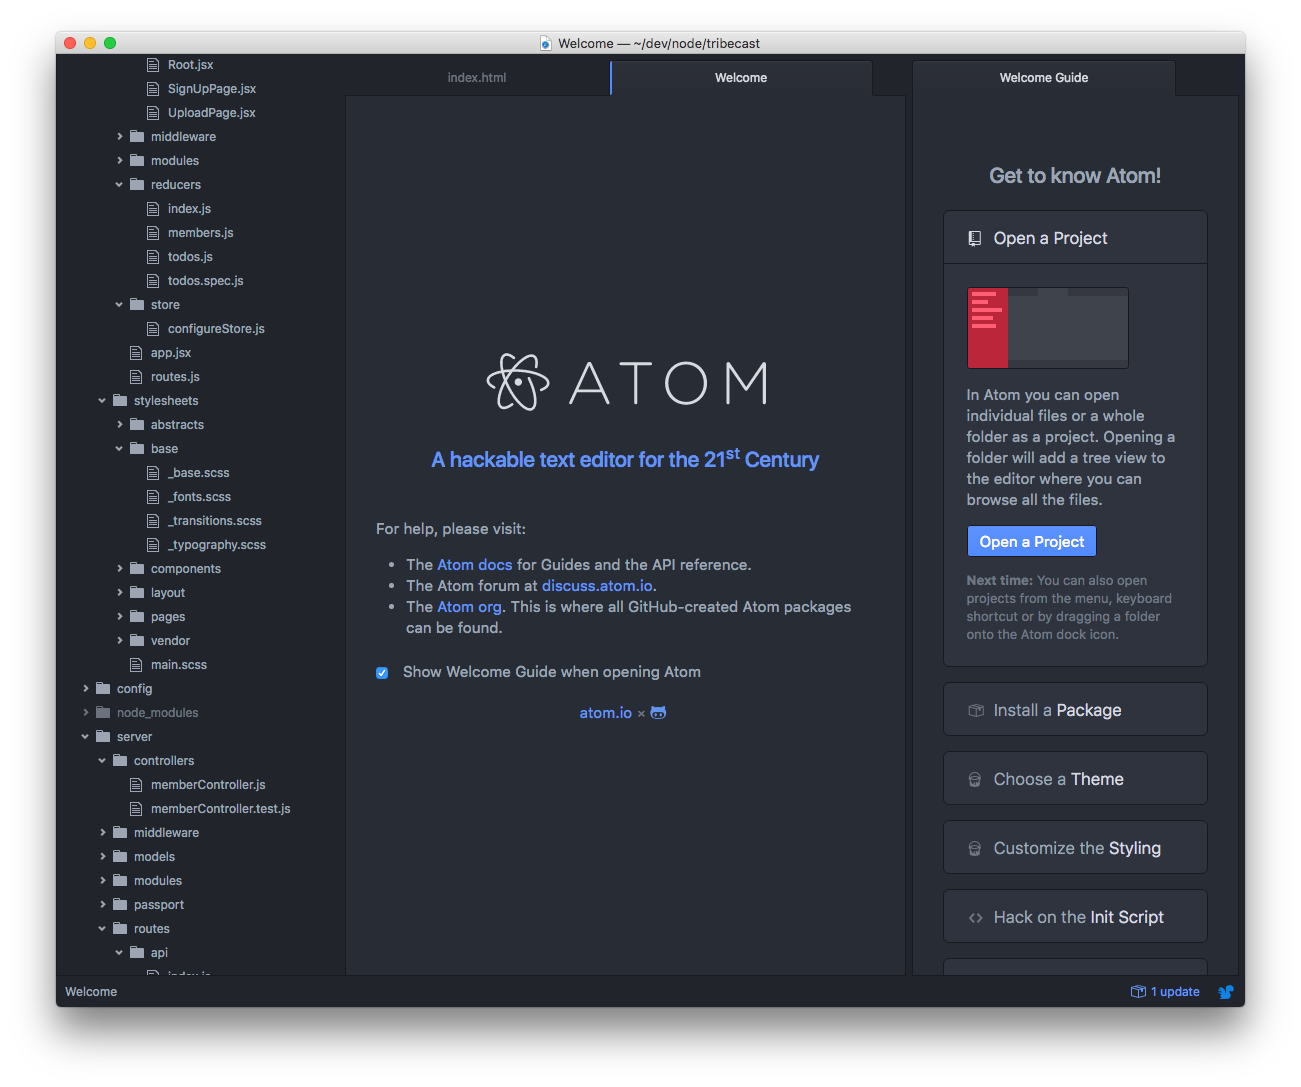 Welcome — ~/dev/node/tribecast
Root.jsx
SignUpPage.jsx
UploadPage.jsx
middleware
modules
reducers
index.js
members.js
todos.js
todos.spec.js
store
configureStore.js
app.jsx
routes.js
stylesheets
abstracts
base
_base.scss
_fonts.scss
_transitions.scss
_typography.scss
components
layout
pages
vendor
main.scss
config
node_modules
server
controllers
memberController.js
memberController.test.js
middleware
models
modules
passport
routes
api
index.js
index.html
Welcome
ATOM
A hackable text editor for the 21st Century
For help, please visit:
• The Atom docs for Guides and the API reference.
• The Atom forum at discuss.atom.io.
• The Atom org. This is where all GitHub-created Atom packages
can be found.
Show Welcome Guide when opening Atom
atom.io ×
Welcome Guide
Get to know Atom!
Open a Project
In Atom you can open
individual files or a whole
folder as a project. Opening a
folder will add a tree view to
the editor where you can
browse all the files.
Open a Project
Next time: You can also open
projects from the menu, keyboard
shortcut or by dragging a folder
onto the Atom dock icon.
Install a Package
Choose a Theme
Customize the Styling
Hack on the Init Script
Welcome
1 update